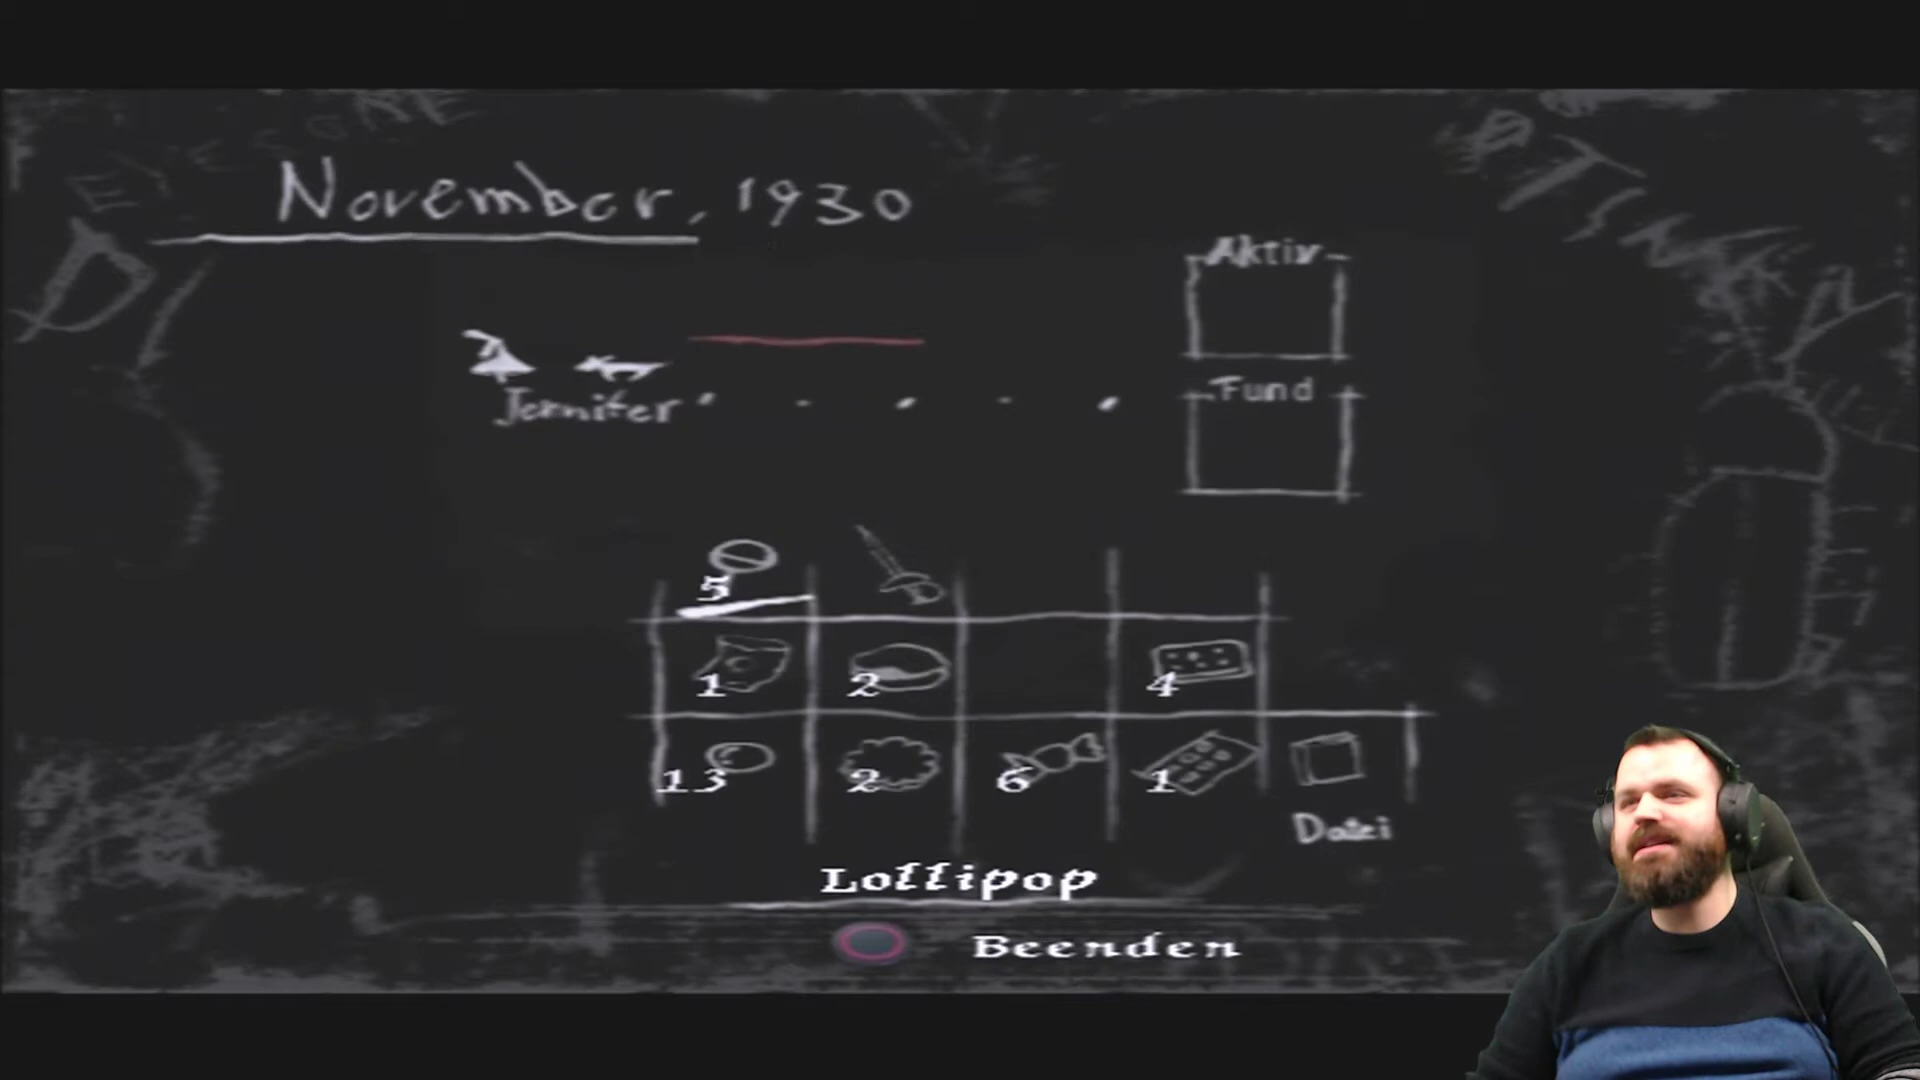 November, 1930
Aktiv
Jennifer
Fund
5
1 2 4
13 2 6 1
Datei
Lollipop
Beenden